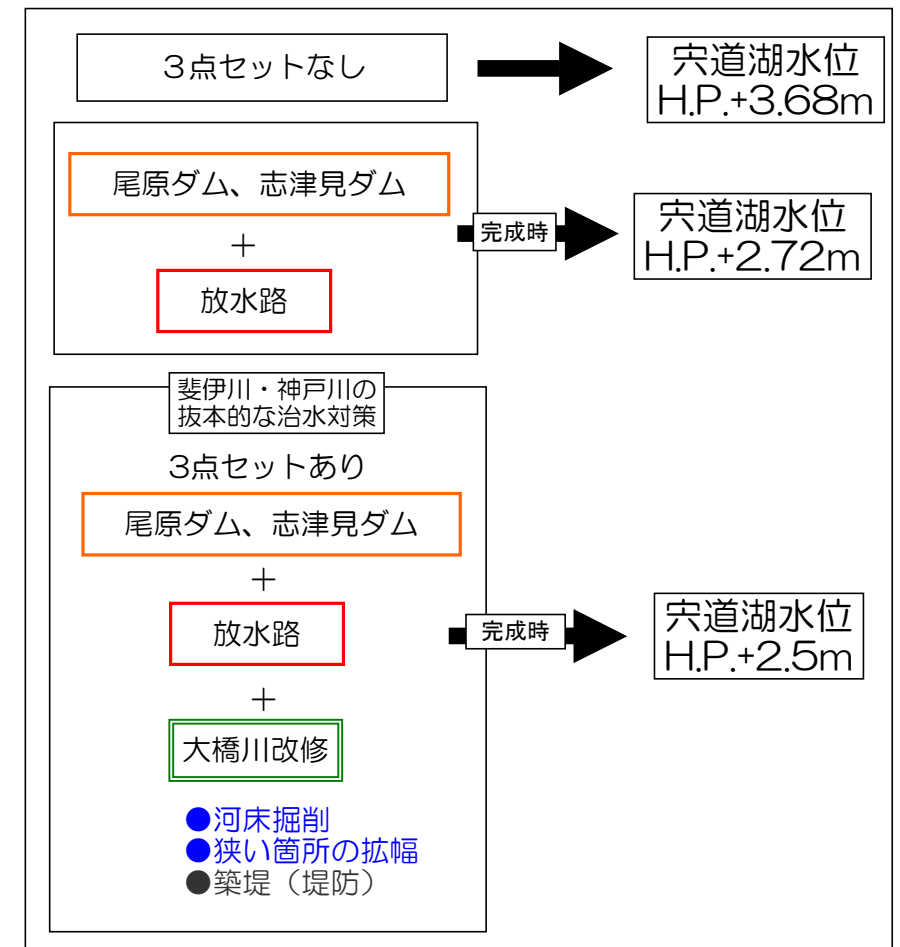 ３点セットなし
宍道湖水位
H.P.+3.68m
尾原ダム、志津見ダム
＋
放水路
完成時
宍道湖水位
H.P.+2.72m
斐伊川・神戸川の
抜本的な治水対策
3点セットあり
尾原ダム、志津見ダム
＋
放水路
＋
大橋川改修
●河床掘削
●狭い箇所の拡幅
●築堤（堤防）
完成時
宍道湖水位
H.P.+2.5m